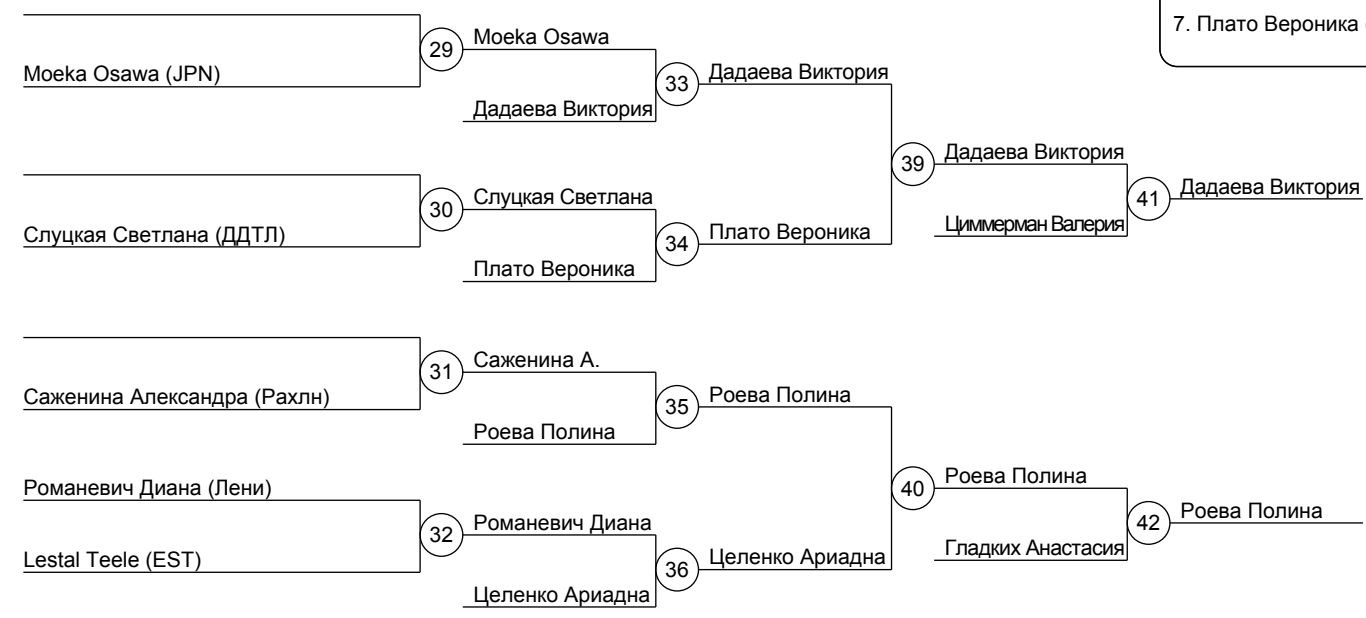 7. Плато Вероника
29 Moeka Osawa
Moeka Osawa (JPN)
33 Дадаева Виктория
Дадаева Виктория
39 Дадаева Виктория
41 Дадаева Виктория
30 Слуцкая Светлана
Слуцкая Светлана (ДДТЛ)
Циммерман Валерия
34 Плато Вероника
Плато Вероника
31 Саженина А.
Саженина Александра (Рахлн)
35 Роева Полина
Роева Полина
40 Роева Полина
Романевич Диана (Лени)
42 Роева Полина
32 Романевич Диана
Гладких Анастасия
Lestal Teele (EST)
36 Целенко Ариадна
Целенко Ариадна